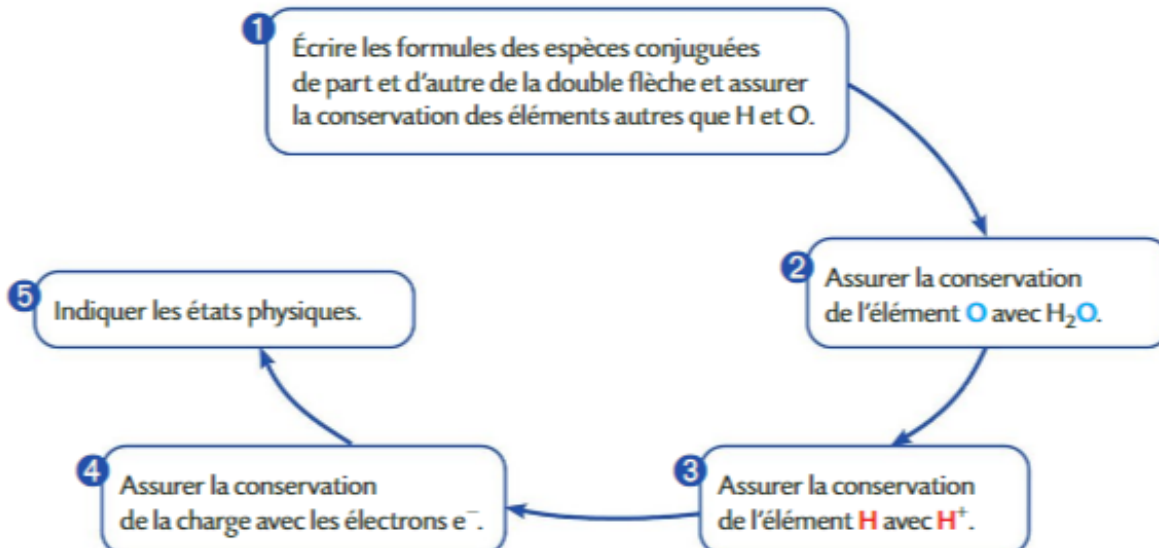 1
Écrire les formules des espèces conjuguées
de part et d'autre de la double flèche et assurer
la conservation des éléments autres que H et O.
2
Assurer la conservation
de l'élément O avec H₂O.
3
Assurer la conservation
de l'élément H avec H⁺.
4
Assurer la conservation
de la charge avec les électrons e⁻.
5
Indiquer les états physiques.